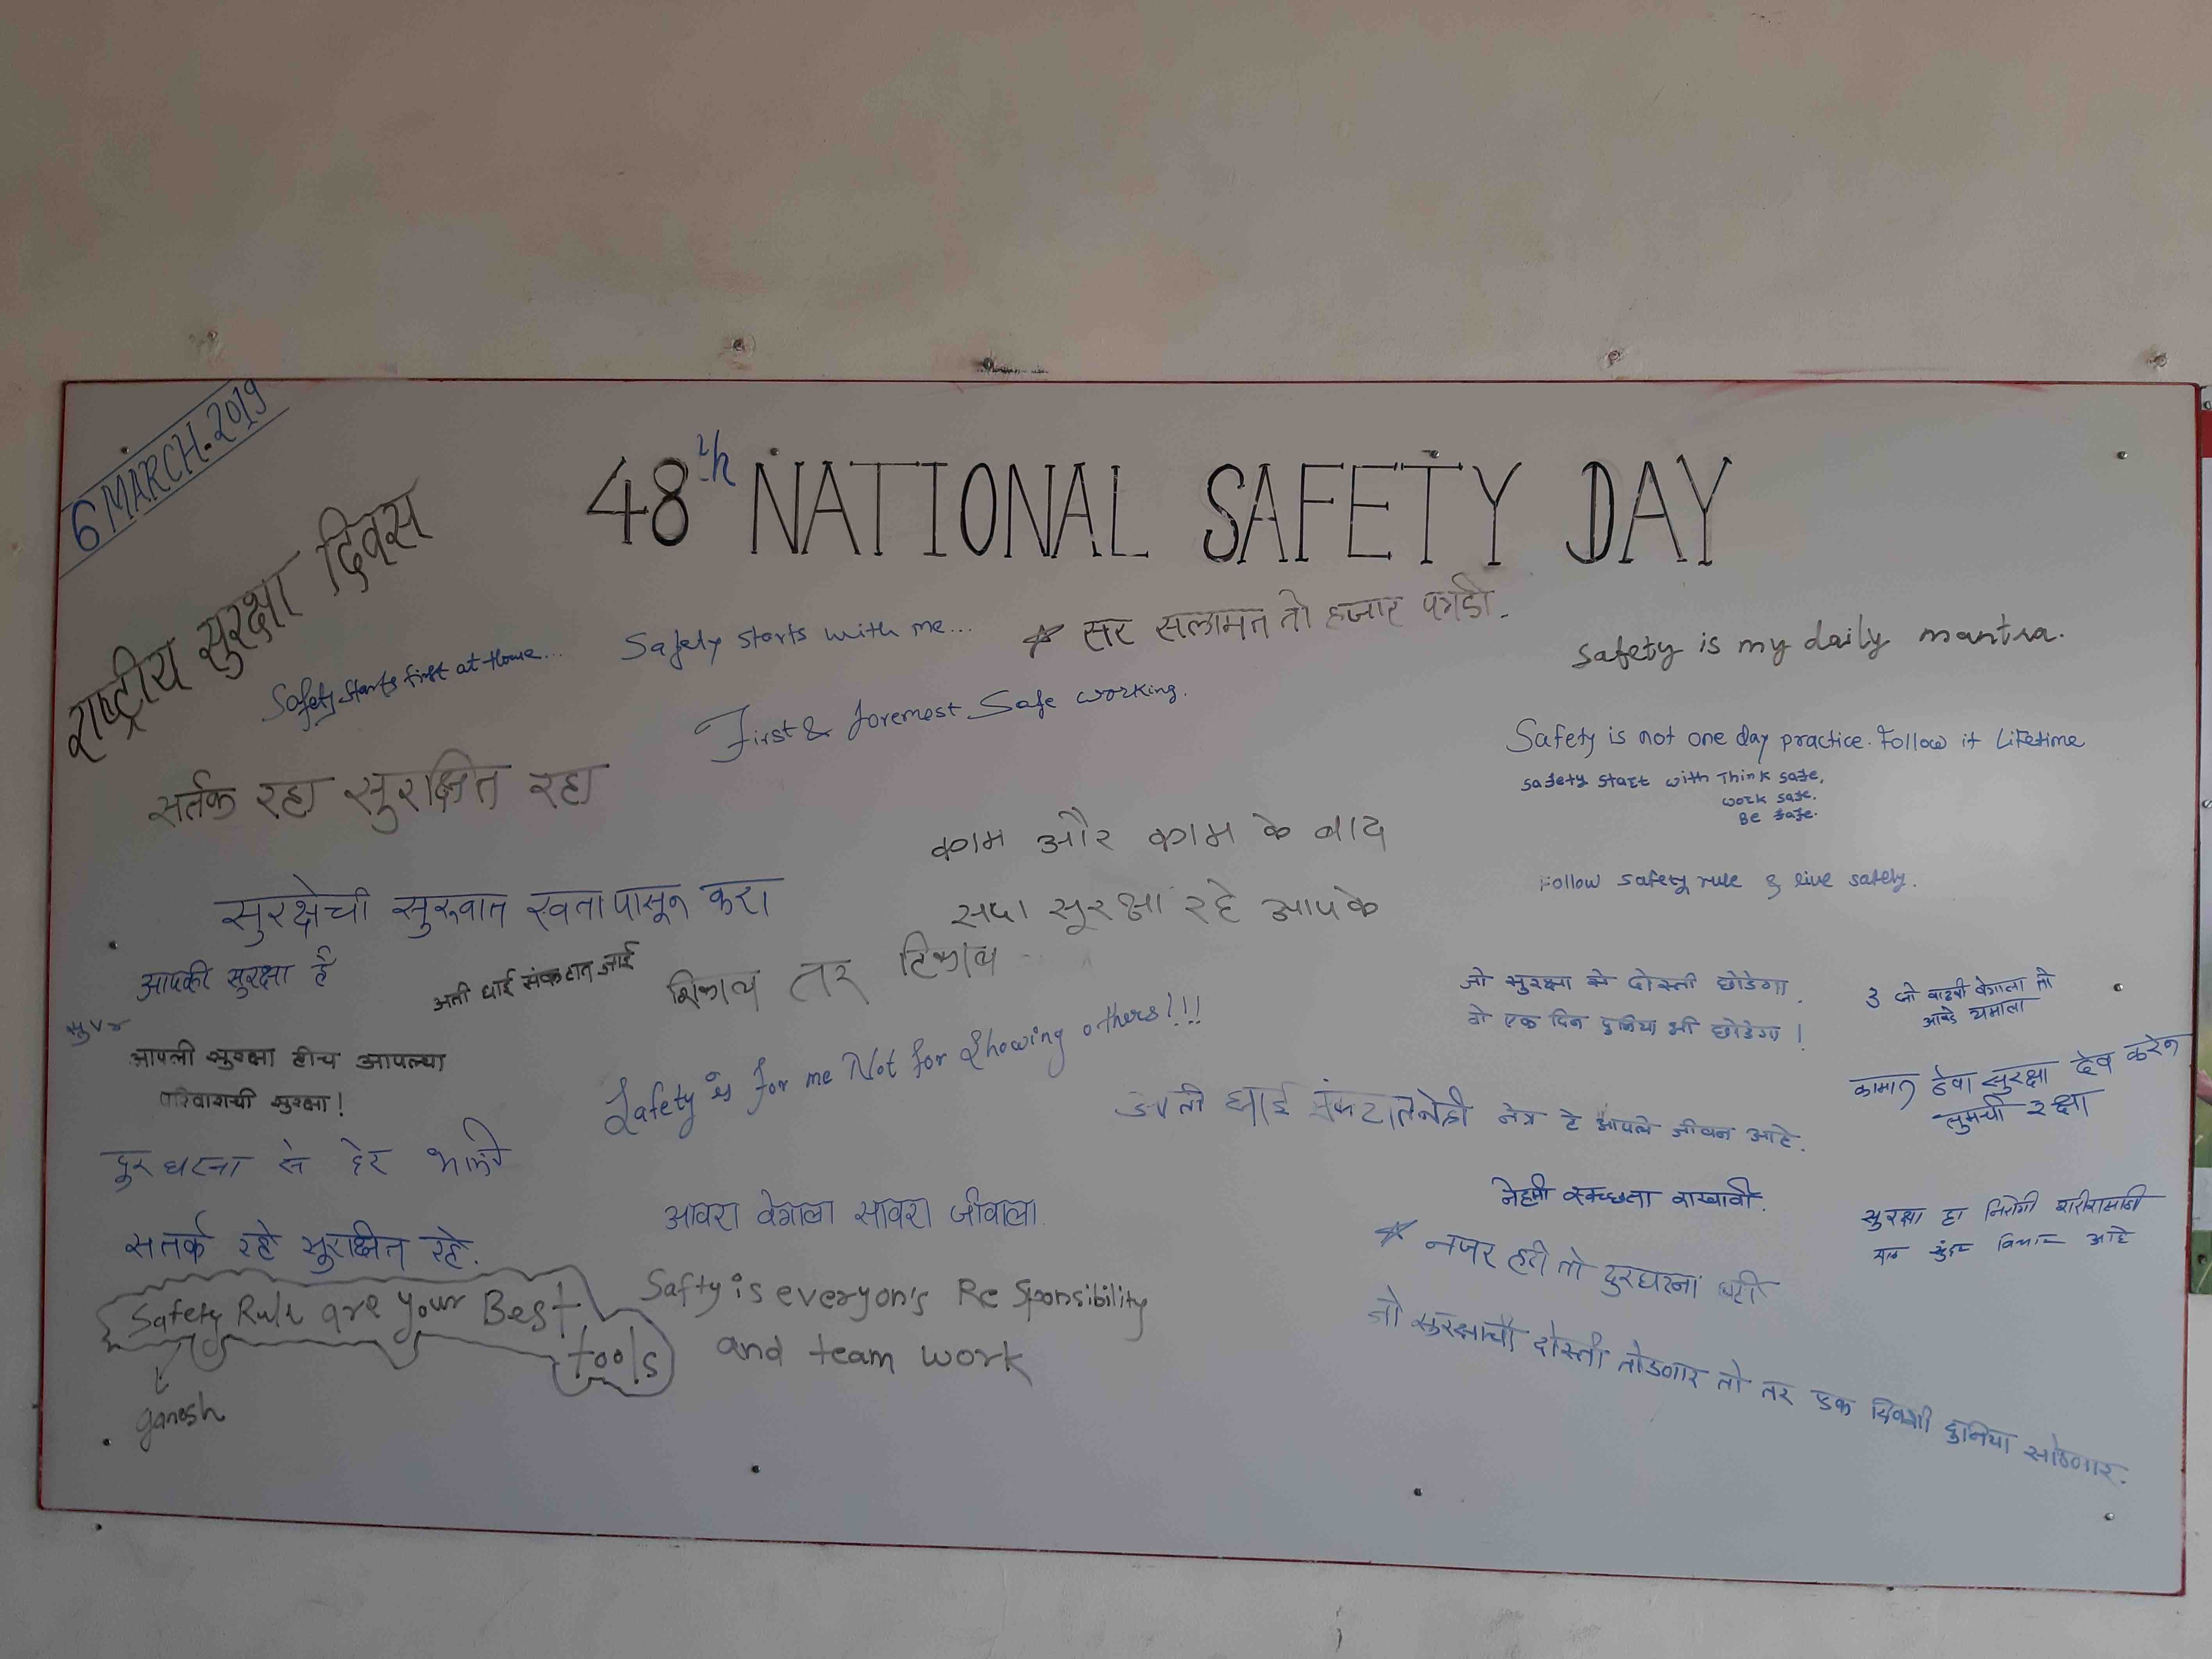 6 MARCH-2019
48th NATIONAL SAFETY DAY
राष्ट्रीय सुरक्षा दिवस
Safety starts first at Home...
Safety starts with me...
☆ सर सलामत तो हजार पगडी.
Safety is my daily mantra.
First & foremost Safe working.
Safety is not one day practice. Follow it Lifetime
Safety start with Think safe,
work safe.
Be safe.
सर्तक रहा सुरक्षित रहा
काम और काम के बाद
सदा सुरक्षा रहे आपके
Follow safety rule & live safely.
सुरक्षेची सुरुवात स्वतापासून करा
आपकी सुरक्षा है
अती घाई संकटात जाई
शिकाल तर टिकाल
जो सुरक्षा से दोस्ती छोडेगा
वो एक दिन दुनिया भी छोडेगा !
3 जो वाढवी वेगाला तो
आवडे यमाला
आपली सुरक्षा हीच आपल्या
परिवाराची सुरक्षा !
Safety is for me Not for Showing others!!!
अती घाई संकटात नेही नेत्र हे आपले जीवन आहे.
कामात ठेवा सुरक्षा देव करेन
तुमची रक्षा
दुरघटना से देर भली
सतर्क रहे सुरक्षित रहे.
आवरा वेगाला सावरा जीवाला
नेहमी स्वच्छता राखावी.
सुरक्षा हा निरोगी शरीरासाठी
आहे
☆ नजर हटी तो दुरघटना घटी
जो सुरक्षाची दोस्ती तोडणार तो तर एक दिवशी दुनिया सोडणार.
Safety Rule are your Best
tools
ganesh
Safty is everyon's ReSponsibility
and team work